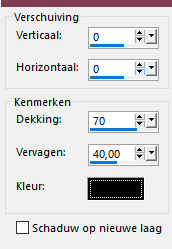 Verschuiving
Verticaal: 0
Horizontaal: 0
Kenmerken
Dekking: 70
Vervagen: 40,00
Kleur:
Schaduw op nieuwe laag